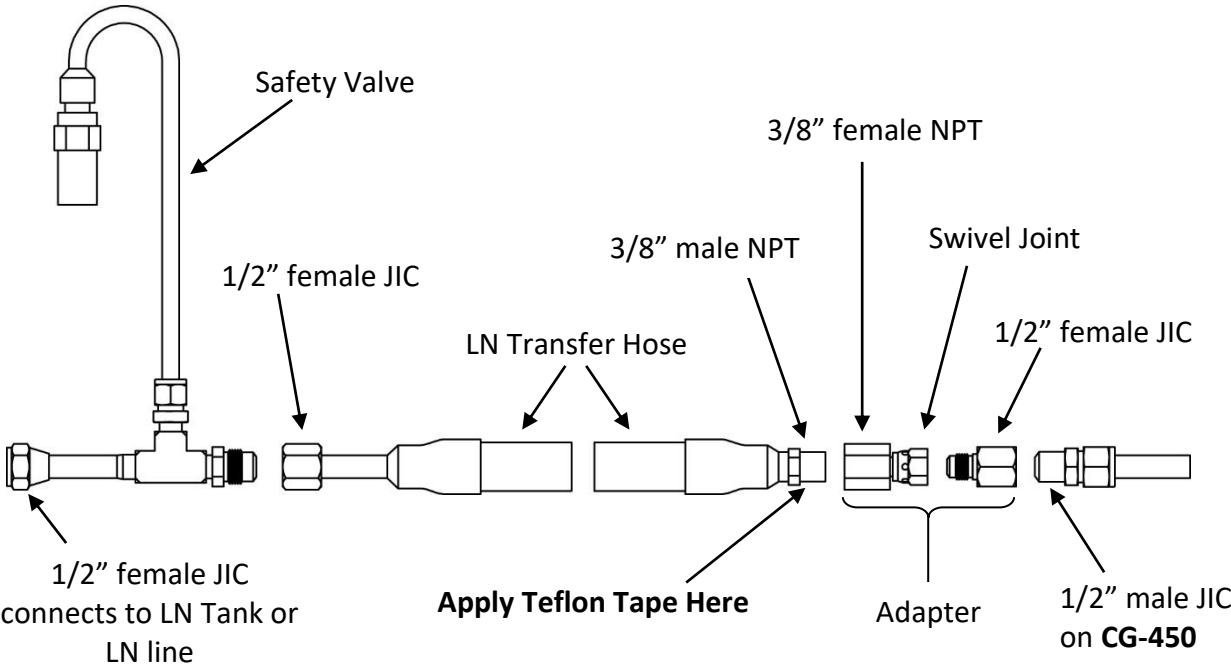 Safety Valve
3/8” female NPT
3/8” male NPT
Swivel Joint
1/2” female JIC
LN Transfer Hose
1/2” female JIC
1/2” female JIC
connects to LN Tank or
LN line
Apply Teflon Tape Here
Adapter
1/2” male JIC
on CG-450